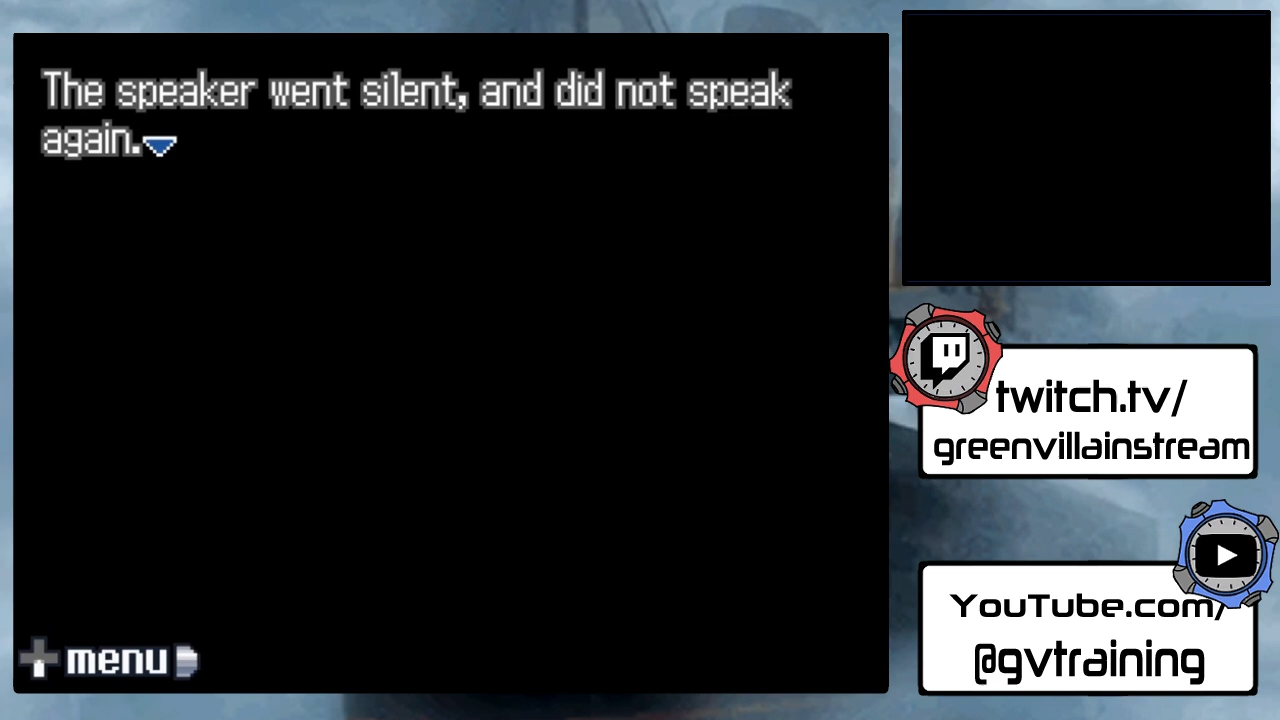 The speaker went silent, and did not speak
again.
menu
twitch.tv/
greenvillainstream
YouTube.com/
@gvtraining